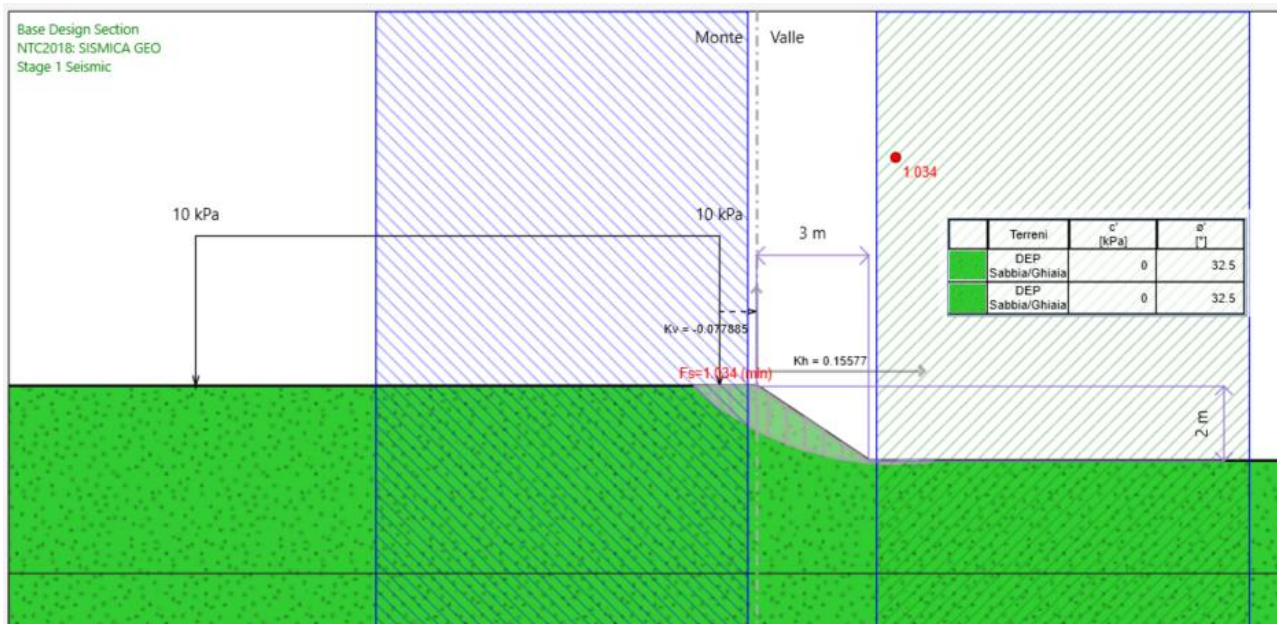 Base Design Section
NTC2018: SISMICA GEO
Stage 1 Seismic
Monte Valle
1.034
10 kPa 10 kPa
3 m
Terreni c' [kPa] ø' [°]
DEP Sabbia/Ghiaia 0 32.5
DEP Sabbia/Ghiaia 0 32.5
Kv = -0.077885
Kh = 0.15577
Fs=1.034 (min)
2 m